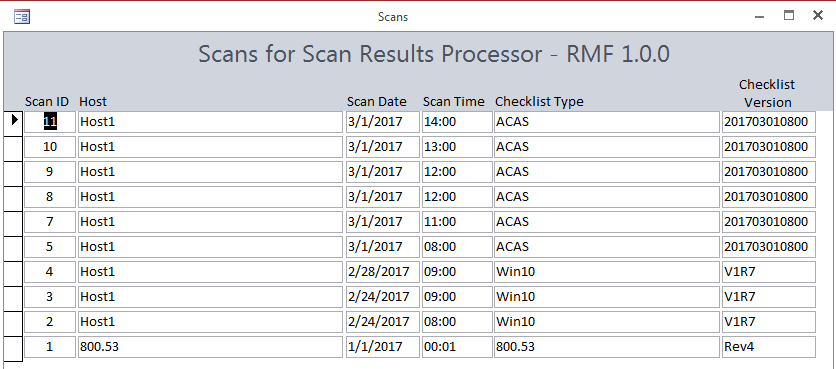 Scans
Scans for Scan Results Processor - RMF 1.0.0
Scan ID Host Scan Date Scan Time Checklist Type Checklist Version
11 Host1 3/1/2017 14:00 ACAS 201703010800
10 Host1 3/1/2017 13:00 ACAS 201703010800
9 Host1 3/1/2017 12:00 ACAS 201703010800
8 Host1 3/1/2017 12:00 ACAS 201703010800
7 Host1 3/1/2017 11:00 ACAS 201703010800
5 Host1 3/1/2017 08:00 ACAS 201703010800
4 Host1 2/28/2017 09:00 Win10 V1R7
3 Host1 2/24/2017 09:00 Win10 V1R7
2 Host1 2/24/2017 08:00 Win10 V1R7
1 800.53 1/1/2017 00:01 800.53 Rev4